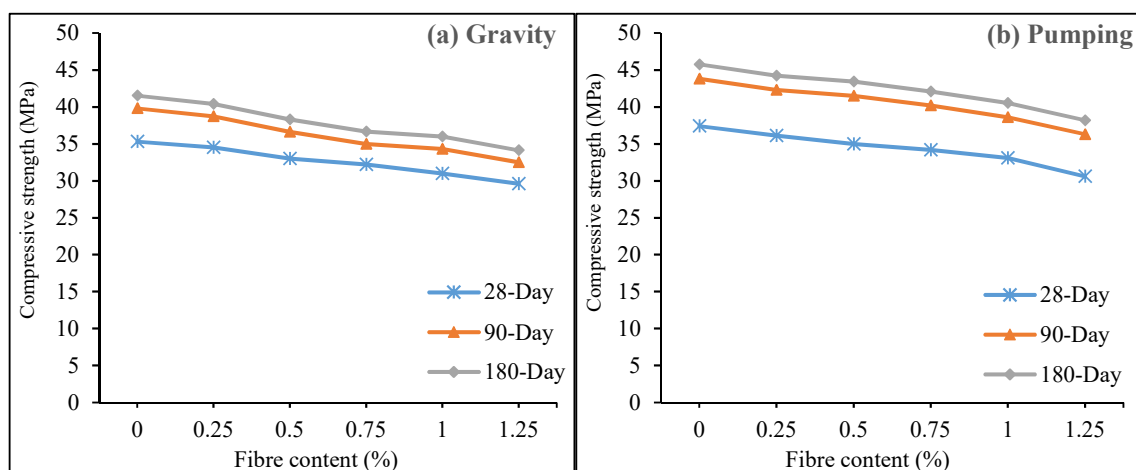 (a) Gravity
Compressive strength (MPa)
50
45
40
35
30
25
20
15
10
5
0
28-Day
90-Day
180-Day
0 0.25 0.5 0.75 1 1.25
Fibre content (%)
(b) Pumping
Compressive strength (MPa)
50
45
40
35
30
25
20
15
10
5
0
28-Day
90-Day
180-Day
0 0.25 0.5 0.75 1 1.25
Fibre content (%)